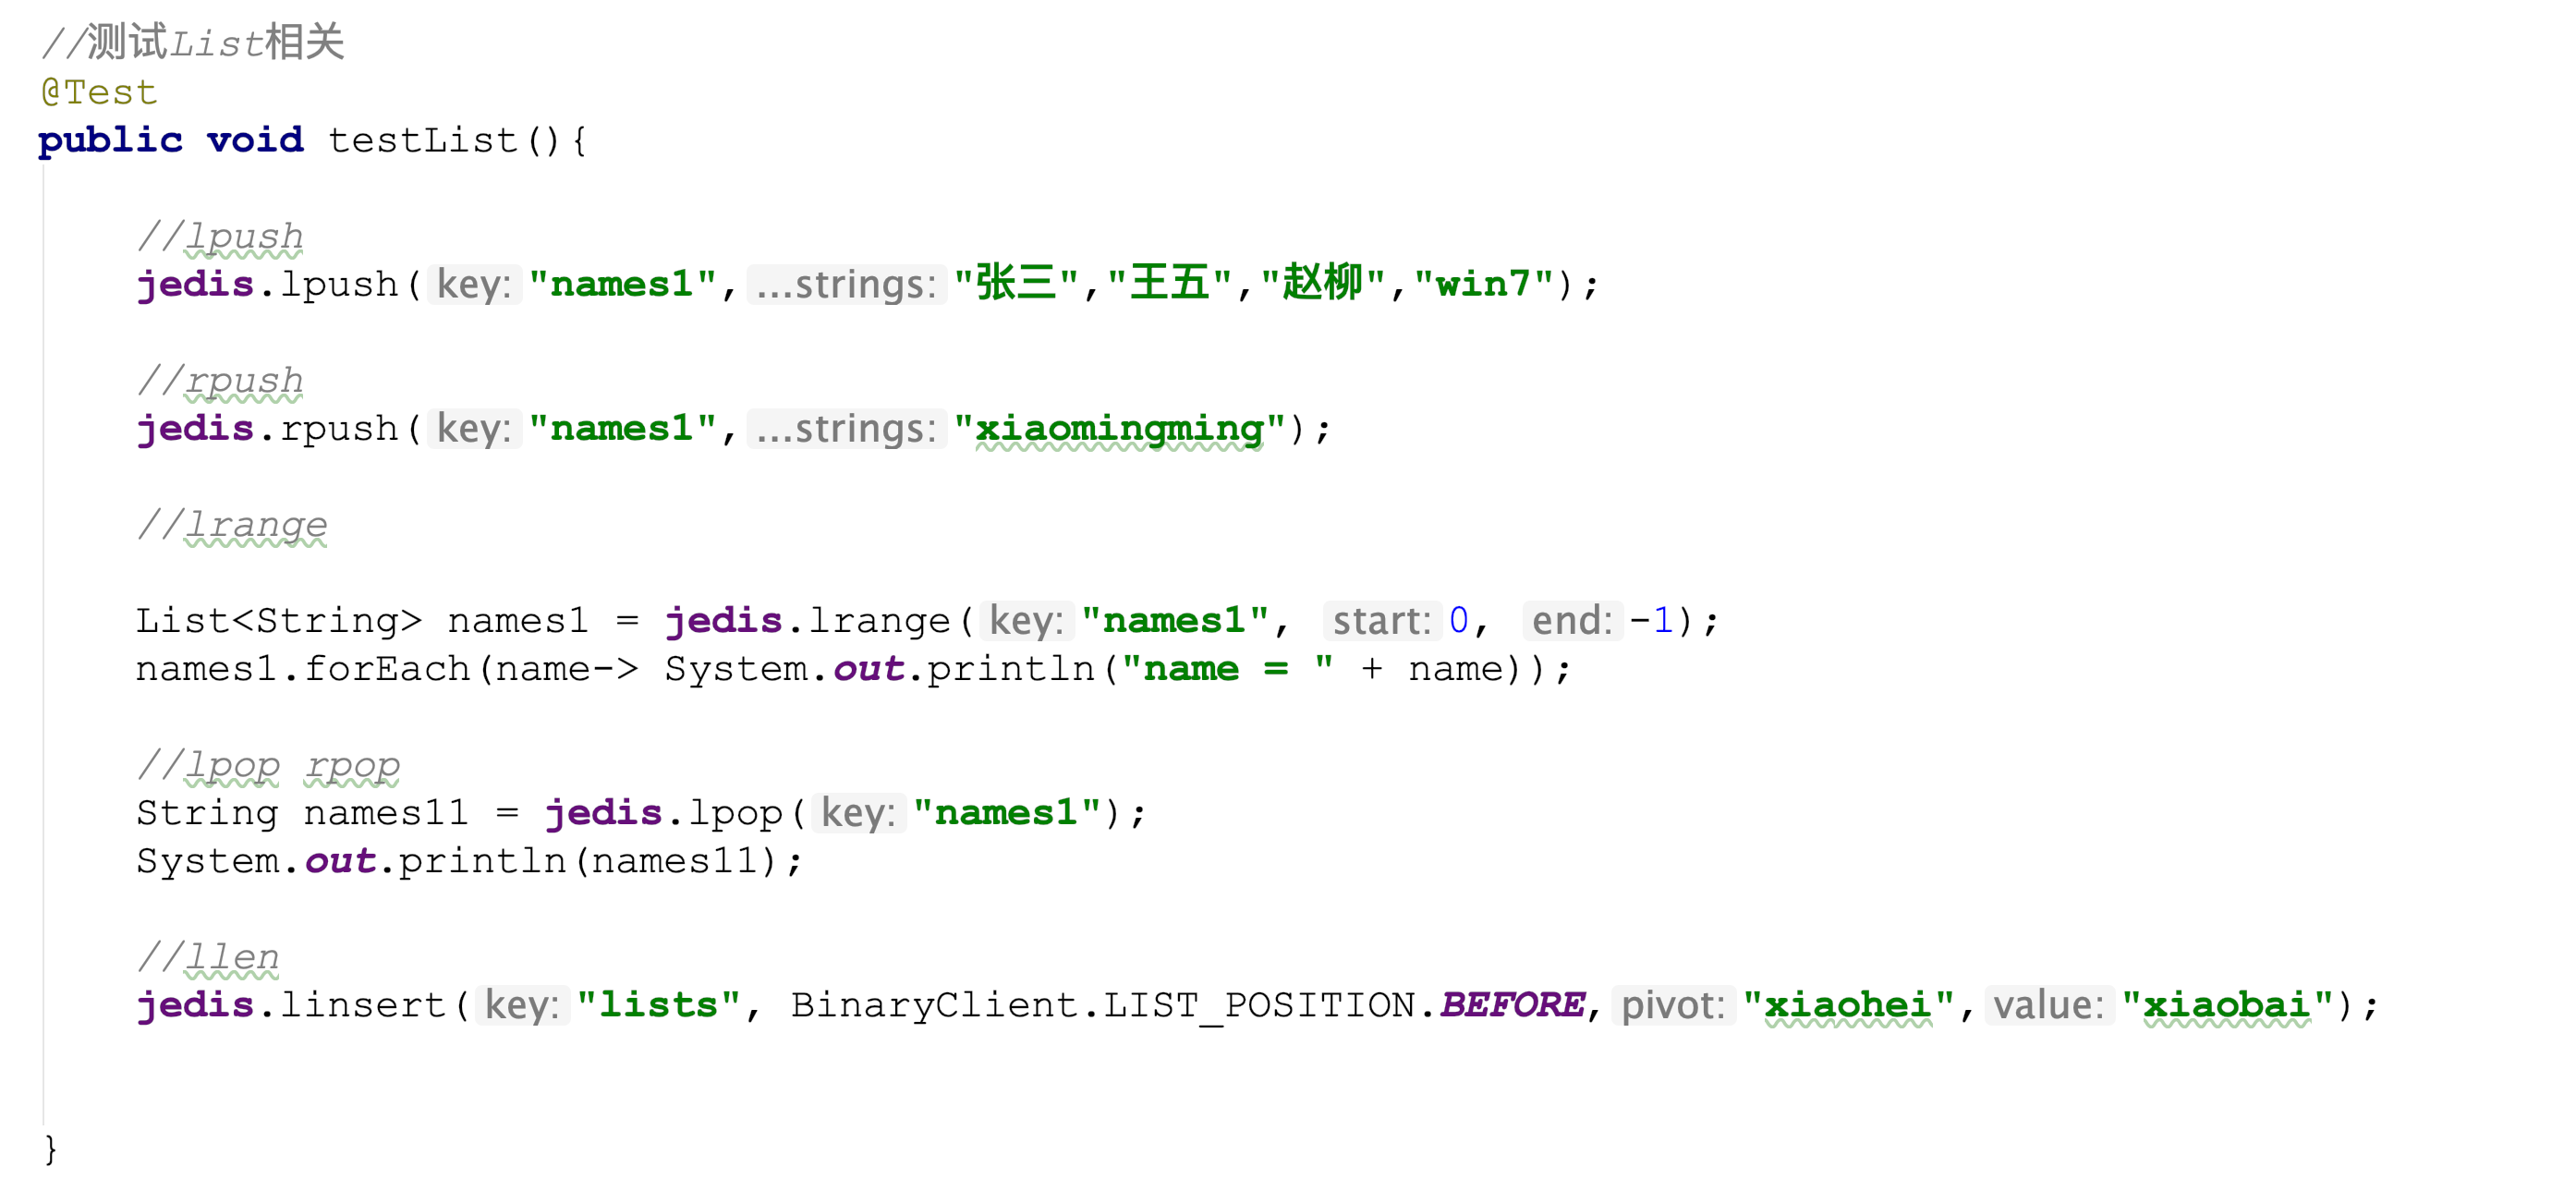 //测试List相关
@Test
public void testList(){
//lpush
jedis.lpush( key: "names1", ...strings: "张三","王五","赵柳","win7");
//rpush
jedis.rpush( key: "names1", ...strings: "xiaomingming");
//lrange
List<String> names1 = jedis.lrange( key: "names1", start: 0, end: -1);
names1.forEach(name-> System.out.println("name = " + name));
//lpop rpop
String names11 = jedis.lpop( key: "names1");
System.out.println(names11);
//llen
jedis.linsert( key: "lists", BinaryClient.LIST_POSITION.BEFORE, pivot: "xiaohei", value: "xiaobai");
}